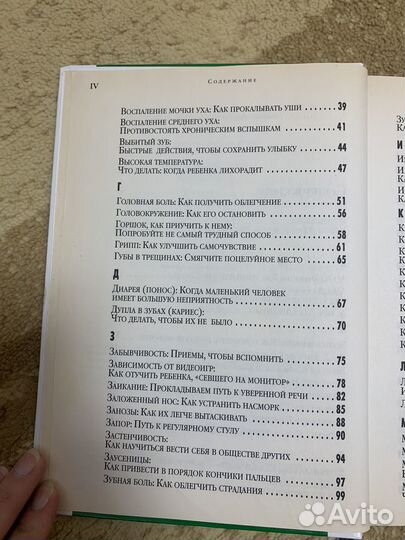 IV
Содержание
Воспаление мочки уха: Как прокалывать уши 39
Воспаление среднего уха:
Противостоять хроническим вспышкам 41
Выбитый зуб:
Быстрые действия, чтобы сохранить улыбку 44
Высокая температура:
Что делать, когда ребенка лихорадит 47
Г
Головная боль: Как получить облегчение 51
Головокружение: Как его остановить 56
Горшок, как приучить к нему:
Попробуйте не самый трудный способ 58
Грипп: Как улучшить самочувствие 61
Губы в трещинах: Смягчите поцелуйное место 65
Д
Диарея (понос): Когда маленький человек
имеет большую неприятность 67
Дупла в зубах (кариес):
Что делать, чтобы их не было 70
З
Забывчивость: Приемы, чтобы вспомнить 75
Зависимость от видеоигр:
Как отучить ребенка, «севшего на монитор» 78
Заикание: Прокладываем путь к уверенной речи 82
Заложенный нос: Как устранить насморк 85
Занозы: Как их легче вытаскивать 88
Запор: Путь к регулярному стулу 90
Застенчивость:
Как научиться вести себя в обществе других 94
Заусеницы:
Как привести в порядок кончики пальцев 97
Зубная боль: Как облегчить страдания 99
Avito